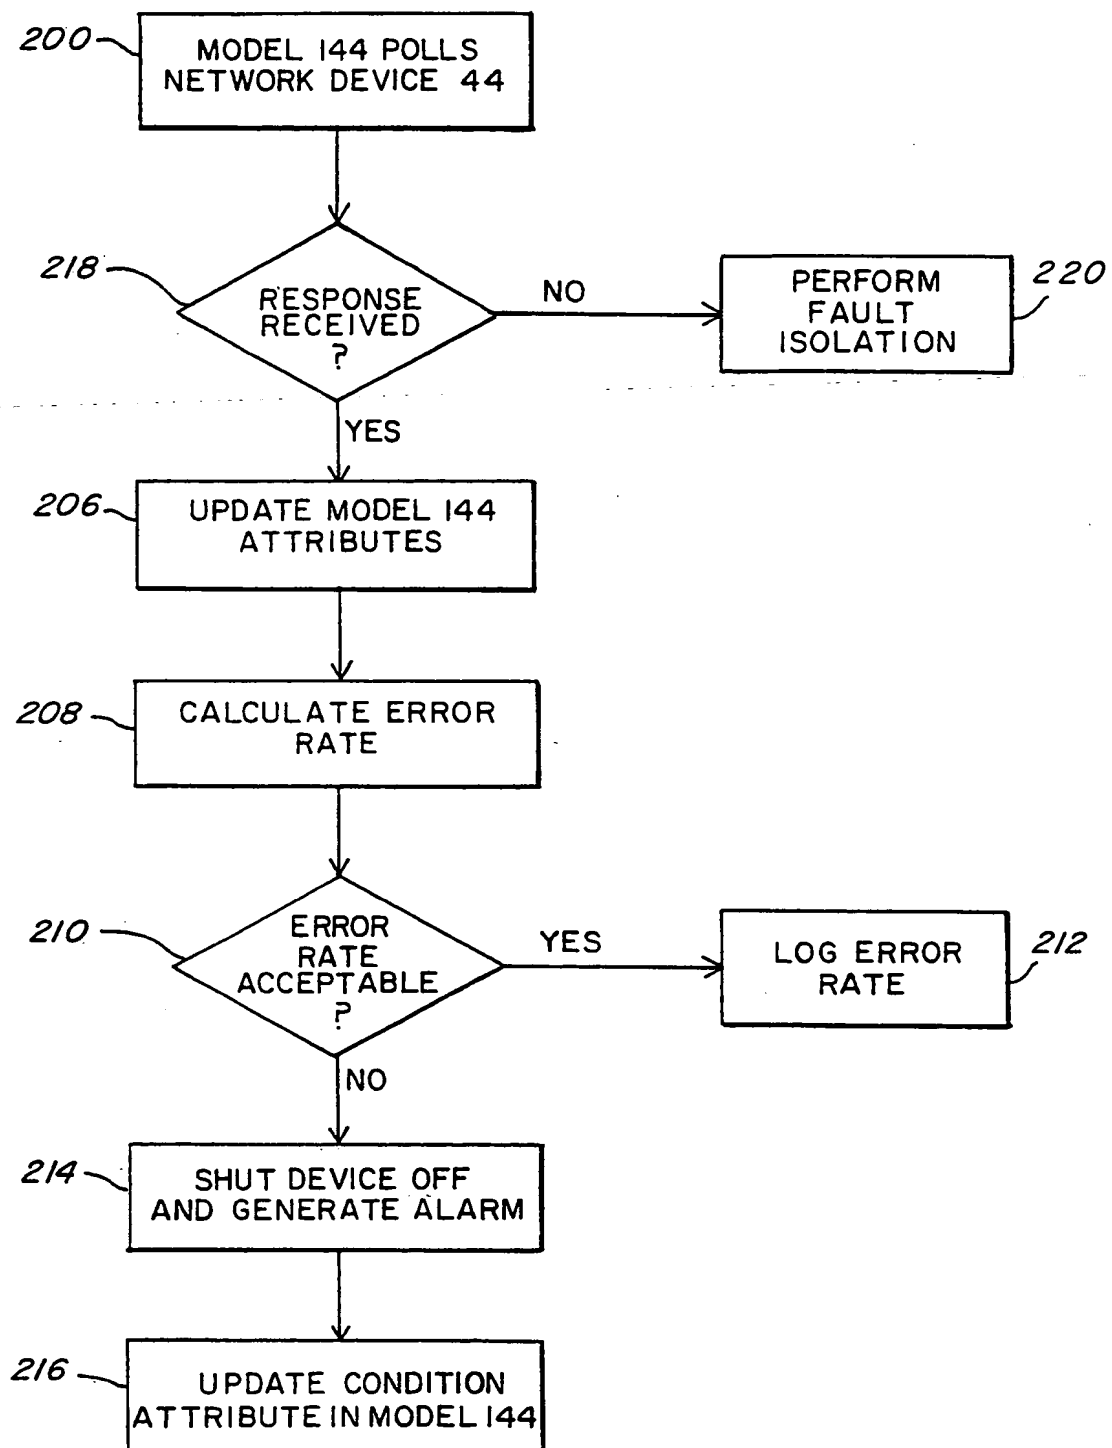 200
MODEL 144 POLLS
NETWORK DEVICE 44
218
RESPONSE
RECEIVED
?
NO
PERFORM
FAULT
ISOLATION
220
YES
206
UPDATE MODEL 144
ATTRIBUTES
208
CALCULATE ERROR
RATE
210
ERROR
RATE
ACCEPTABLE
?
YES
LOG ERROR
RATE
212
NO
214
SHUT DEVICE OFF
AND GENERATE ALARM
216
UPDATE CONDITION
ATTRIBUTE IN MODEL 144